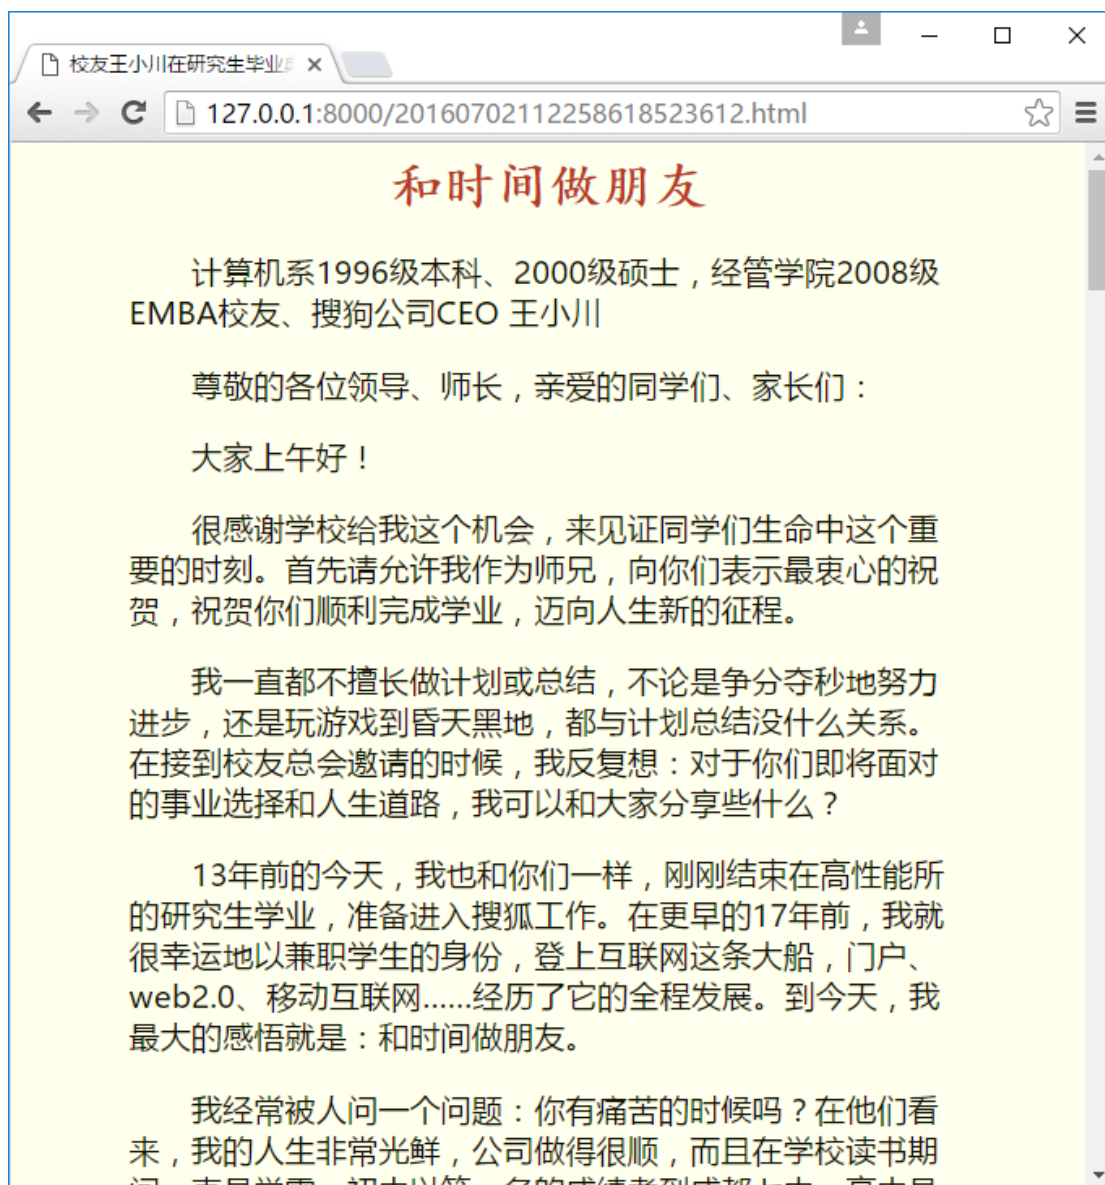 校友王小川在研究生毕业
127.0.0.1:8000/20160702112258618523612.html
和时间做朋友
计算机系1996级本科、2000级硕士，经管学院2008级
EMBA校友、搜狗公司CEO 王小川
尊敬的各位领导、师长，亲爱的同学们、家长们：
大家上午好！
很感谢学校给我这个机会，来见证同学们生命中这个重
要的时刻。首先请允许我作为师兄，向你们表示最衷心的祝
贺，祝贺你们顺利完成学业，迈向人生新的征程。
我一直都不擅长做计划或总结，不论是争分夺秒地努力
进步，还是玩游戏到昏天黑地，都与计划总结没什么关系。
在接到校友总会邀请的时候，我反复想：对于你们即将面对
的事业选择和人生道路，我可以和大家分享些什么？
13年前的今天，我也和你们一样，刚刚结束在高性能所
的研究生学业，准备进入搜狐工作。在更早的17年前，我就
很幸运地以兼职学生的身份，登上互联网这条大船，门户、
web2.0、移动互联网......经历了它的全程发展。到今天，我
最大的感悟就是：和时间做朋友。
我经常被人问一个问题：你有痛苦的时候吗？在他们看
来，我的人生非常光鲜，公司做得很顺，而且在学校读书期